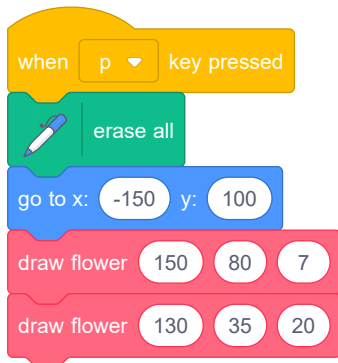 when p key pressed
erase all
go to x: -150 y: 100
draw flower 150 80 7
draw flower 130 35 20